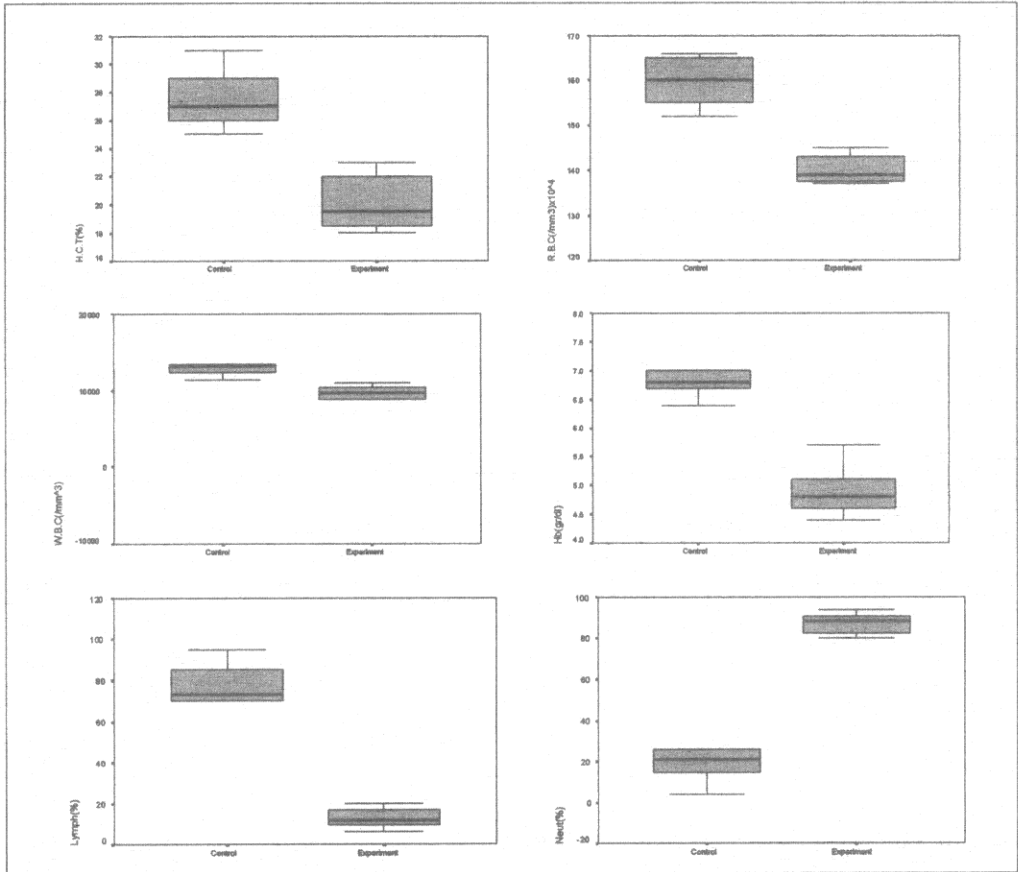 32
30
28
26
24
22
20
18
16
H.C.T(%)
Control
Experiment
170
160
150
140
130
120
R.B.C(/mm3)x10^4
Control
Experiment
20000
10000
0
-10000
W.B.C(/mm^3)
Control
Experiment
8.0
7.5
7.0
6.5
6.0
5.5
5.0
4.5
4.0
Hb(gr/dl)
Control
Experiment
120
100
80
60
40
20
0
Lymph(%)
Control
Experiment
100
80
60
40
20
0
-20
Neut(%)
Control
Experiment